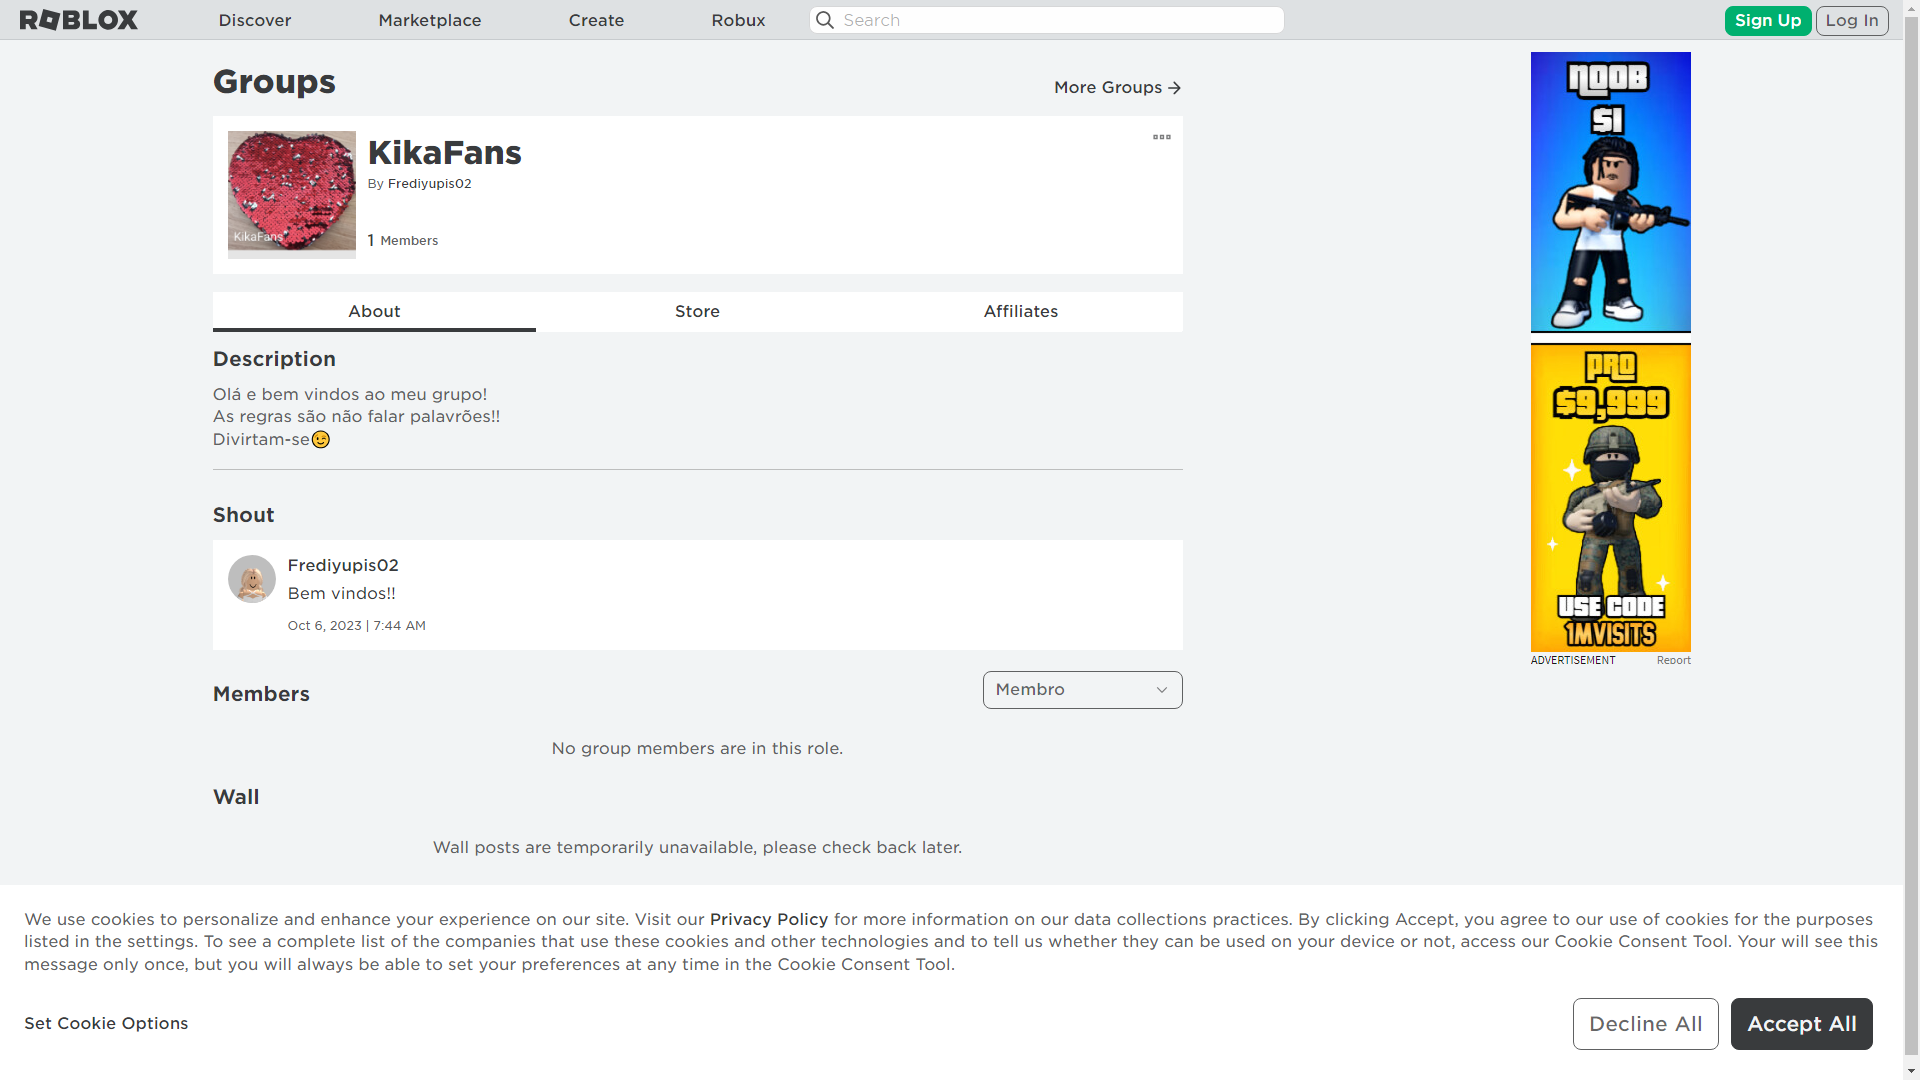 ROBLOX
Discover
Marketplace
Create
Robux
Search
Sign Up
Log In
Groups
More Groups
KikaFans
By Frediyupis02
KikaFans
1 Members
About
Store
Affiliates
Description
Olá e bem vindos ao meu grupo!
As regras são não falar palavrões!!
Divirtam-se😉
Shout
Frediyupis02
Bem vindos!!
Oct 6, 2023 | 7:44 AM
Members
Membro
No group members are in this role.
Wall
Wall posts are temporarily unavailable, please check back later.
NOOB
$1
PRO
$9,999
USE CODE
1MVISITS
ADVERTISEMENT
Report
We use cookies to personalize and enhance your experience on our site. Visit our Privacy Policy for more information on our data collections practices. By clicking Accept, you agree to our use of cookies for the purposes
listed in the settings. To see a complete list of the companies that use these cookies and other technologies and to tell us whether they can be used on your device or not, access our Cookie Consent Tool. Your will see this
message only once, but you will always be able to set your preferences at any time in the Cookie Consent Tool.
Set Cookie Options
Decline All
Accept All